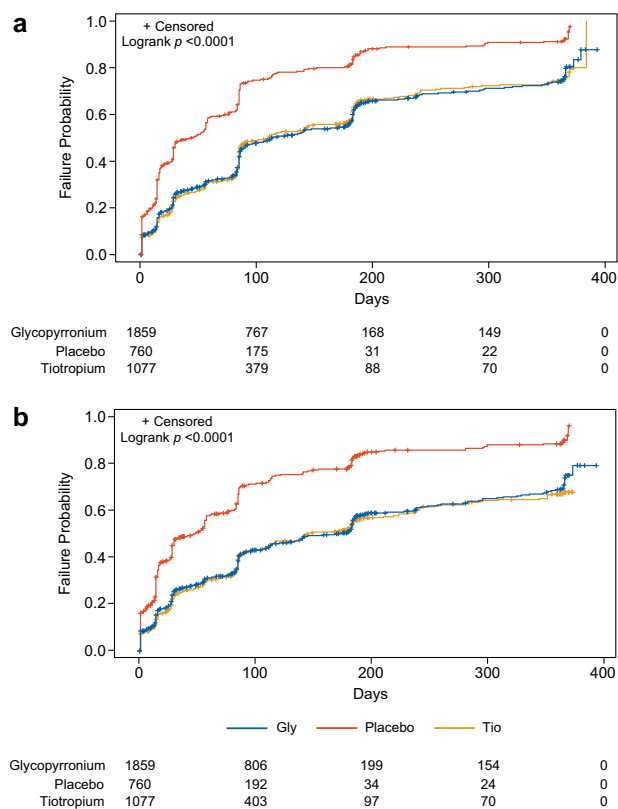 a
+ Censored
Logrank p <0.0001
1.0
0.8
0.6
0.4
0.2
0.0
Failure Probability
0 100 200 300 400
Days
Glycopyrronium 1859 767 168 149 0
Placebo 760 175 31 22 0
Tiotropium 1077 379 88 70 0
b
+ Censored
Logrank p <0.0001
1.0
0.8
0.6
0.4
0.2
0.0
Failure Probability
0 100 200 300 400
Days
Gly Placebo Tio
Glycopyrronium 1859 806 199 154 0
Placebo 760 192 34 24 0
Tiotropium 1077 403 97 70 0